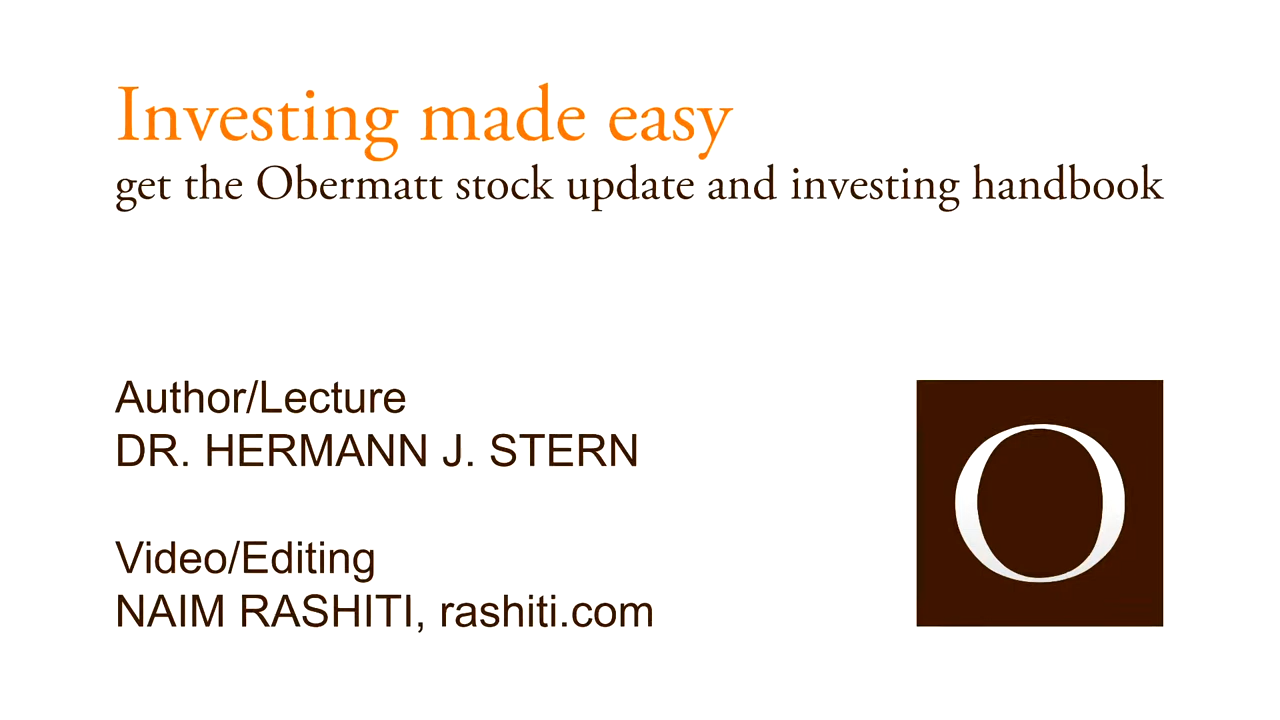 Investing made easy
get the Obermatt stock update and investing handbook
Author/Lecture
DR. HERMANN J. STERN
O
Video/Editing
NAIM RASHITI, rashiti.com